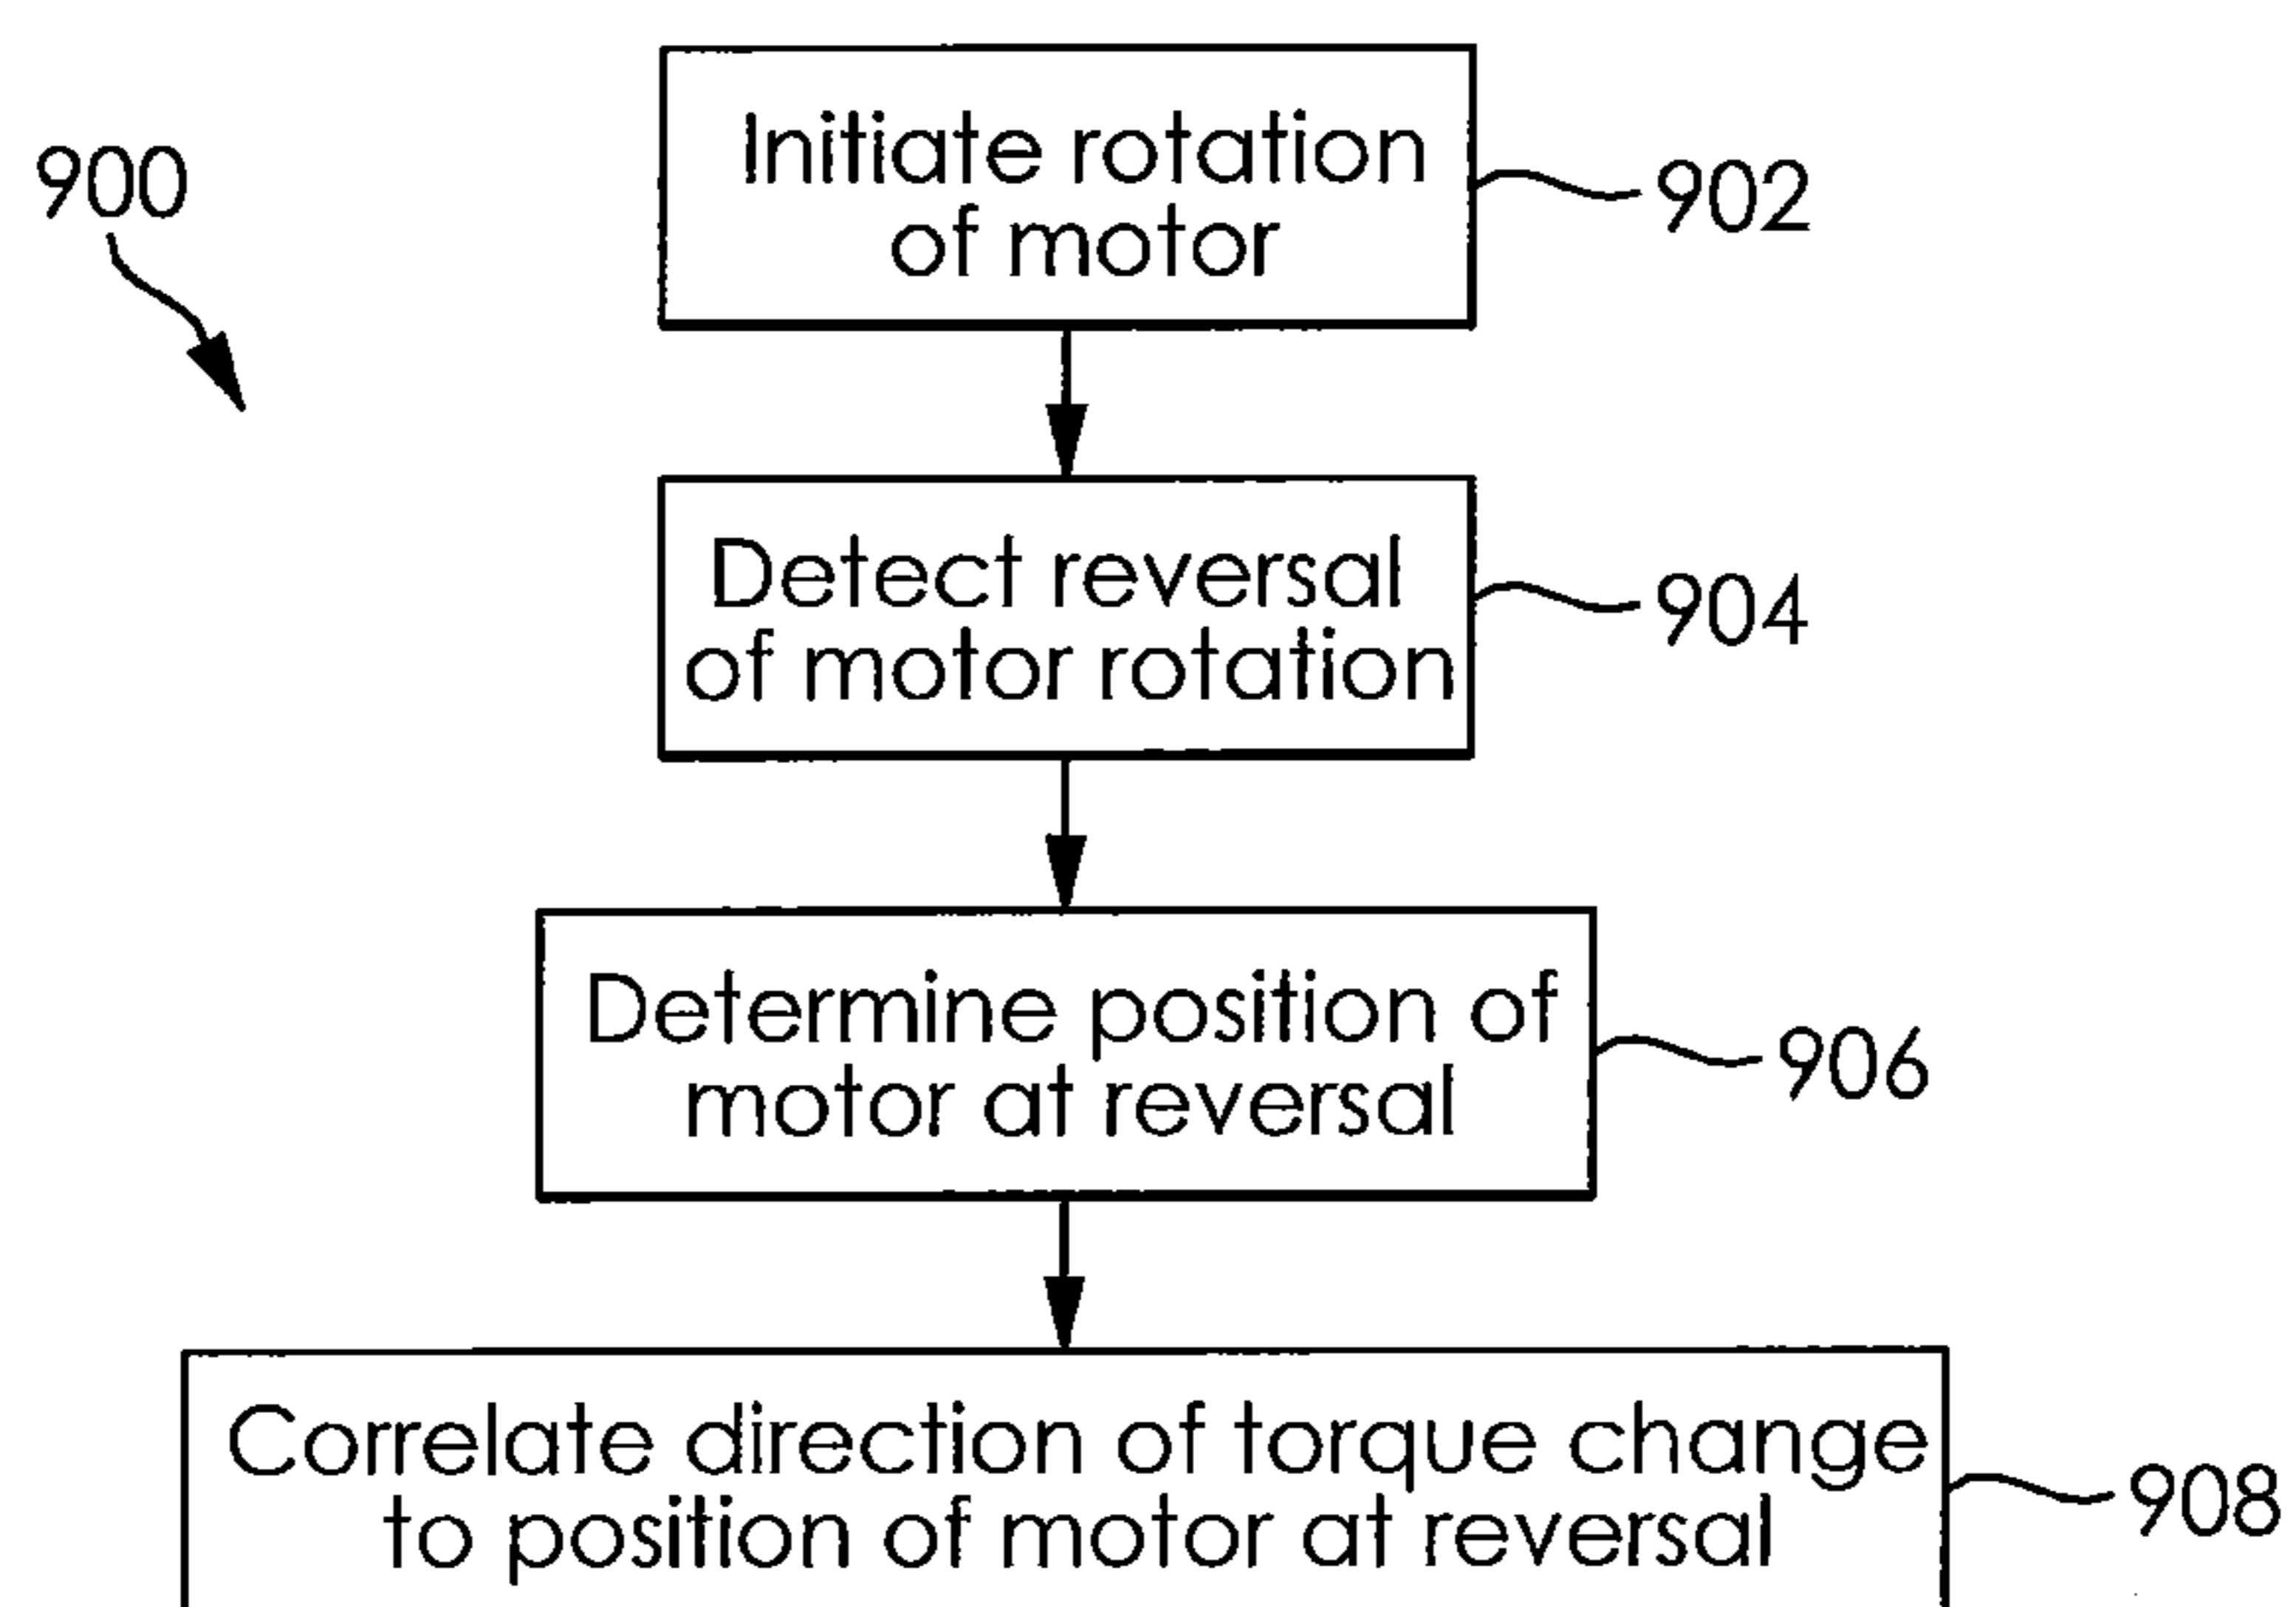 900
Initiate rotation
of motor
902
Detect reversal
of motor rotation
904
Determine position of
motor at reversal
906
Correlate direction of torque change
to position of motor at reversal
908